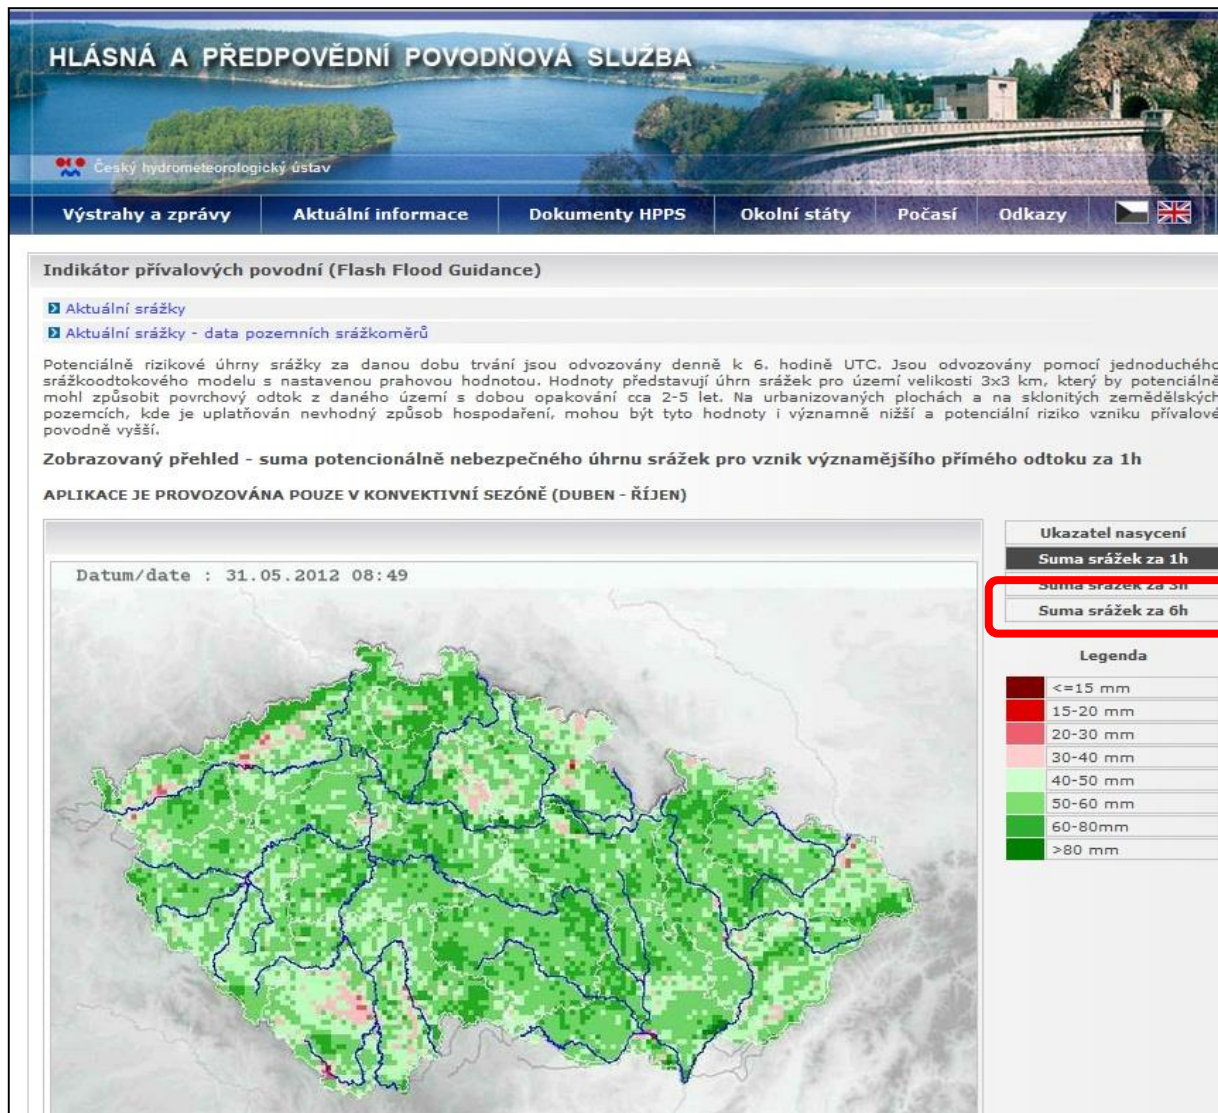 HLÁSNÁ A PŘEDPOVĚDNÍ POVODŇOVÁ SLUŽBA
Český hydrometeorologický ústav
Výstrahy a zprávy Aktuální informace Dokumenty HPPS Okolní státy Počasí Odkazy
Indikátor přívalových povodní (Flash Flood Guidance)
Aktuální srážky
Aktuální srážky - data pozemních srážkoměrů
Potenciálně rizikové úhrny srážky za danou dobu trvání jsou odvozovány denně k 6. hodině UTC. Jsou odvozovány pomocí jednoduchého
srážkoodtokového modelu s nastavenou prahovou hodnotou. Hodnoty představují úhrn srážek pro území velikosti 3x3 km, který by potenciálně
mohl způsobit povrchový odtok z daného území s dobou opakování cca 2-5 let. Na urbanizovaných plochách a na sklonitých zemědělských
pozemcích, kde je uplatňován nevhodný způsob hospodaření, mohou být tyto hodnoty i významně nižší a potenciální riziko vzniku přívalové
povodně vyšší.
Zobrazovaný přehled - suma potencionálně nebezpečného úhrnu srážek pro vznik významějšího přímého odtoku za 1h
APLIKACE JE PROVOZOVÁNA POUZE V KONVEKTIVNÍ SEZÓNĚ (DUBEN - ŘÍJEN)
Datum/date : 31.05.2012 08:49
Ukazatel nasycení
Suma srážek za 1h
Suma srážek za 3h
Suma srážek za 6h
Legenda
<=15 mm
15-20 mm
20-30 mm
30-40 mm
40-50 mm
50-60 mm
60-80mm
>80 mm